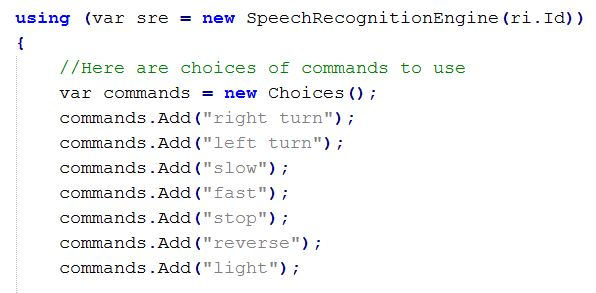 using (var sre = new SpeechRecognitionEngine(ri.Id))
{
//Here are choices of commands to use
var commands = new Choices();
commands.Add("right turn");
commands.Add("left turn");
commands.Add("slow");
commands.Add("fast");
commands.Add("stop");
commands.Add("reverse");
commands.Add("light");